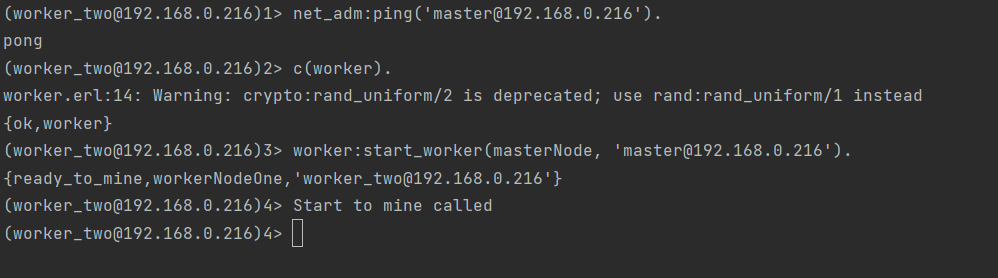 (worker_two@192.168.0.216)1> net_adm:ping('master@192.168.0.216').
pong
(worker_two@192.168.0.216)2> c(worker).
worker.erl:14: Warning: crypto:rand_uniform/2 is deprecated; use rand:rand_uniform/1 instead
{ok,worker}
(worker_two@192.168.0.216)3> worker:start_worker(masterNode, 'master@192.168.0.216').
{ready_to_mine,workerNodeOne,'worker_two@192.168.0.216'}
(worker_two@192.168.0.216)4> Start to mine called
(worker_two@192.168.0.216)4>